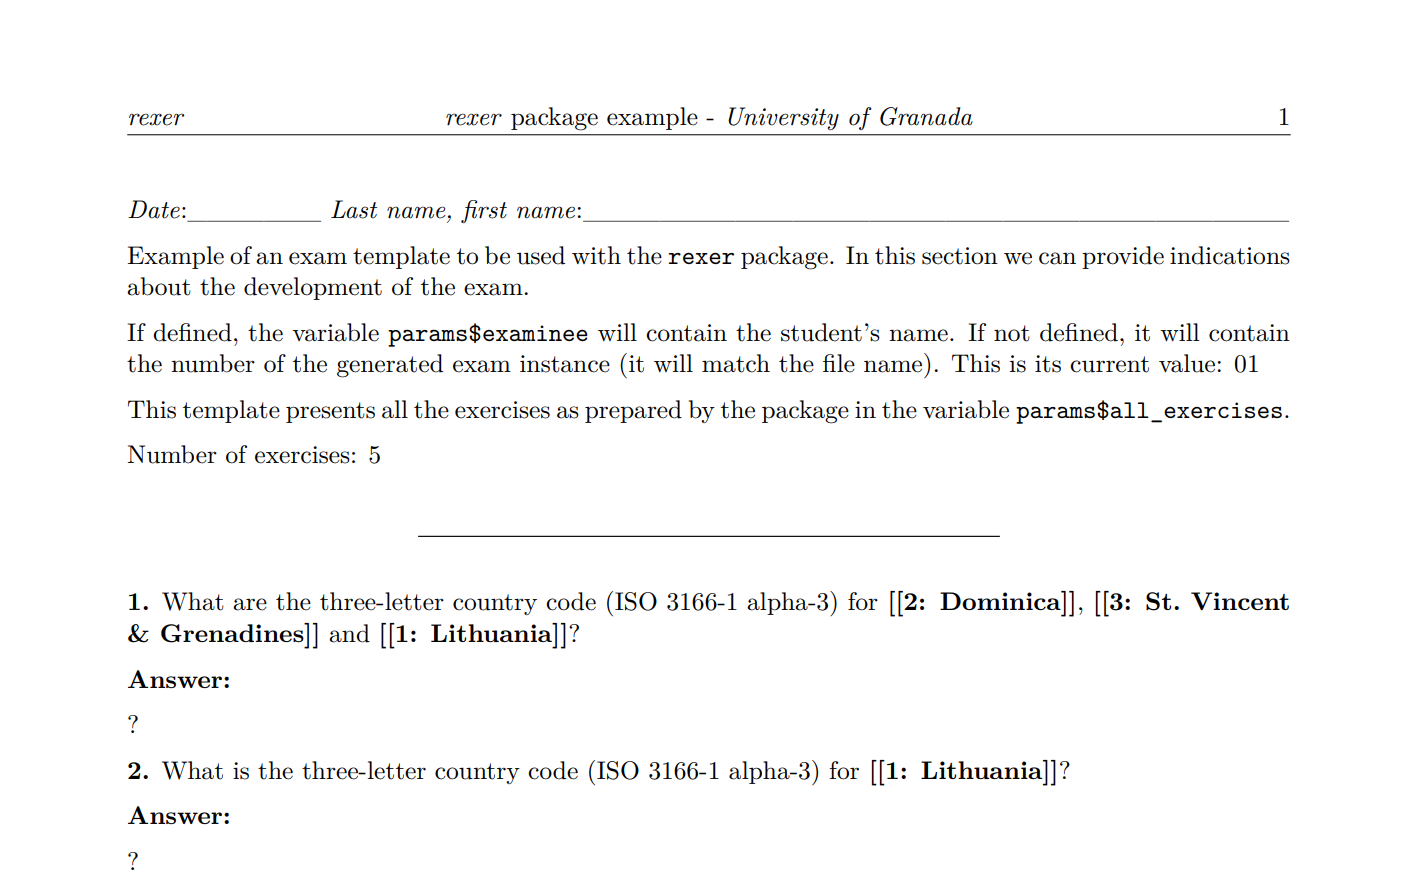 rexer rexer package example - University of Granada 1
Date:__________ Last name, first name:______________________________________________________
Example of an exam template to be used with the rexer package. In this section we can provide indications
about the development of the exam.
If defined, the variable params$examinee will contain the student's name. If not defined, it will contain
the number of the generated exam instance (it will match the file name). This is its current value: 01
This template presents all the exercises as prepared by the package in the variable params$all_exercises.
Number of exercises: 5
1. What are the three-letter country code (ISO 3166-1 alpha-3) for [[2: Dominica]], [[3: St. Vincent
& Grenadines]] and [[1: Lithuania]]?
Answer:
?
2. What is the three-letter country code (ISO 3166-1 alpha-3) for [[1: Lithuania]]?
Answer:
?